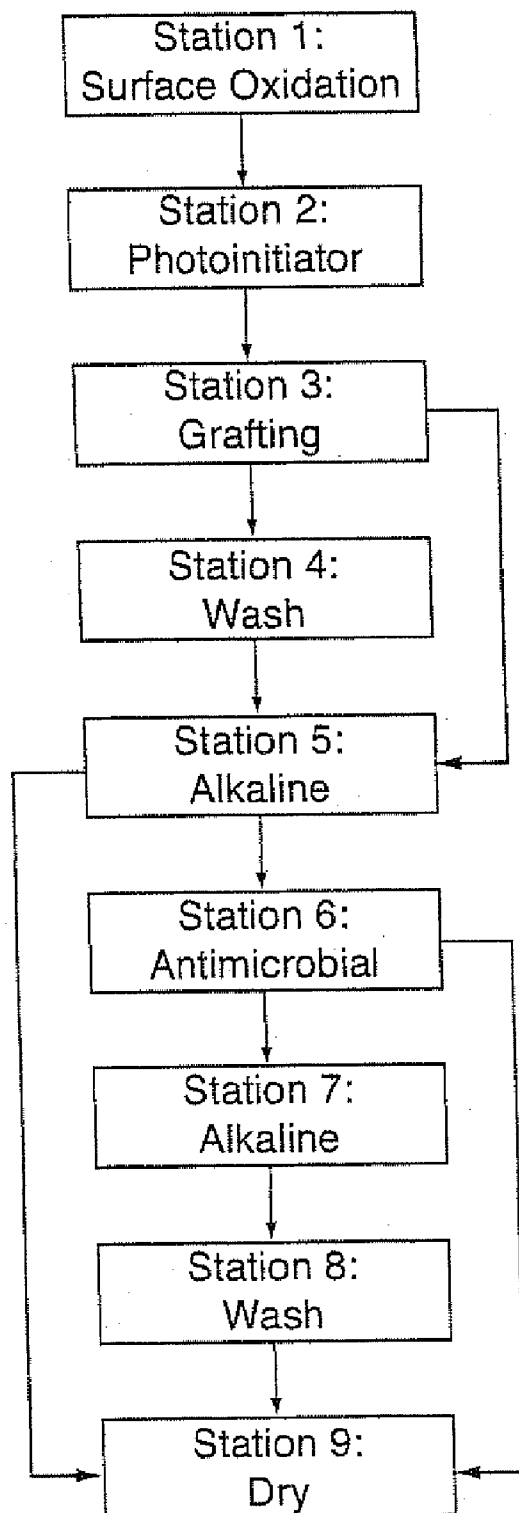 Station 1:
Surface Oxidation
Station 2:
Photoinitiator
Station 3:
Grafting
Station 4:
Wash
Station 5:
Alkaline
Station 6:
Antimicrobial
Station 7:
Alkaline
Station 8:
Wash
Station 9:
Dry